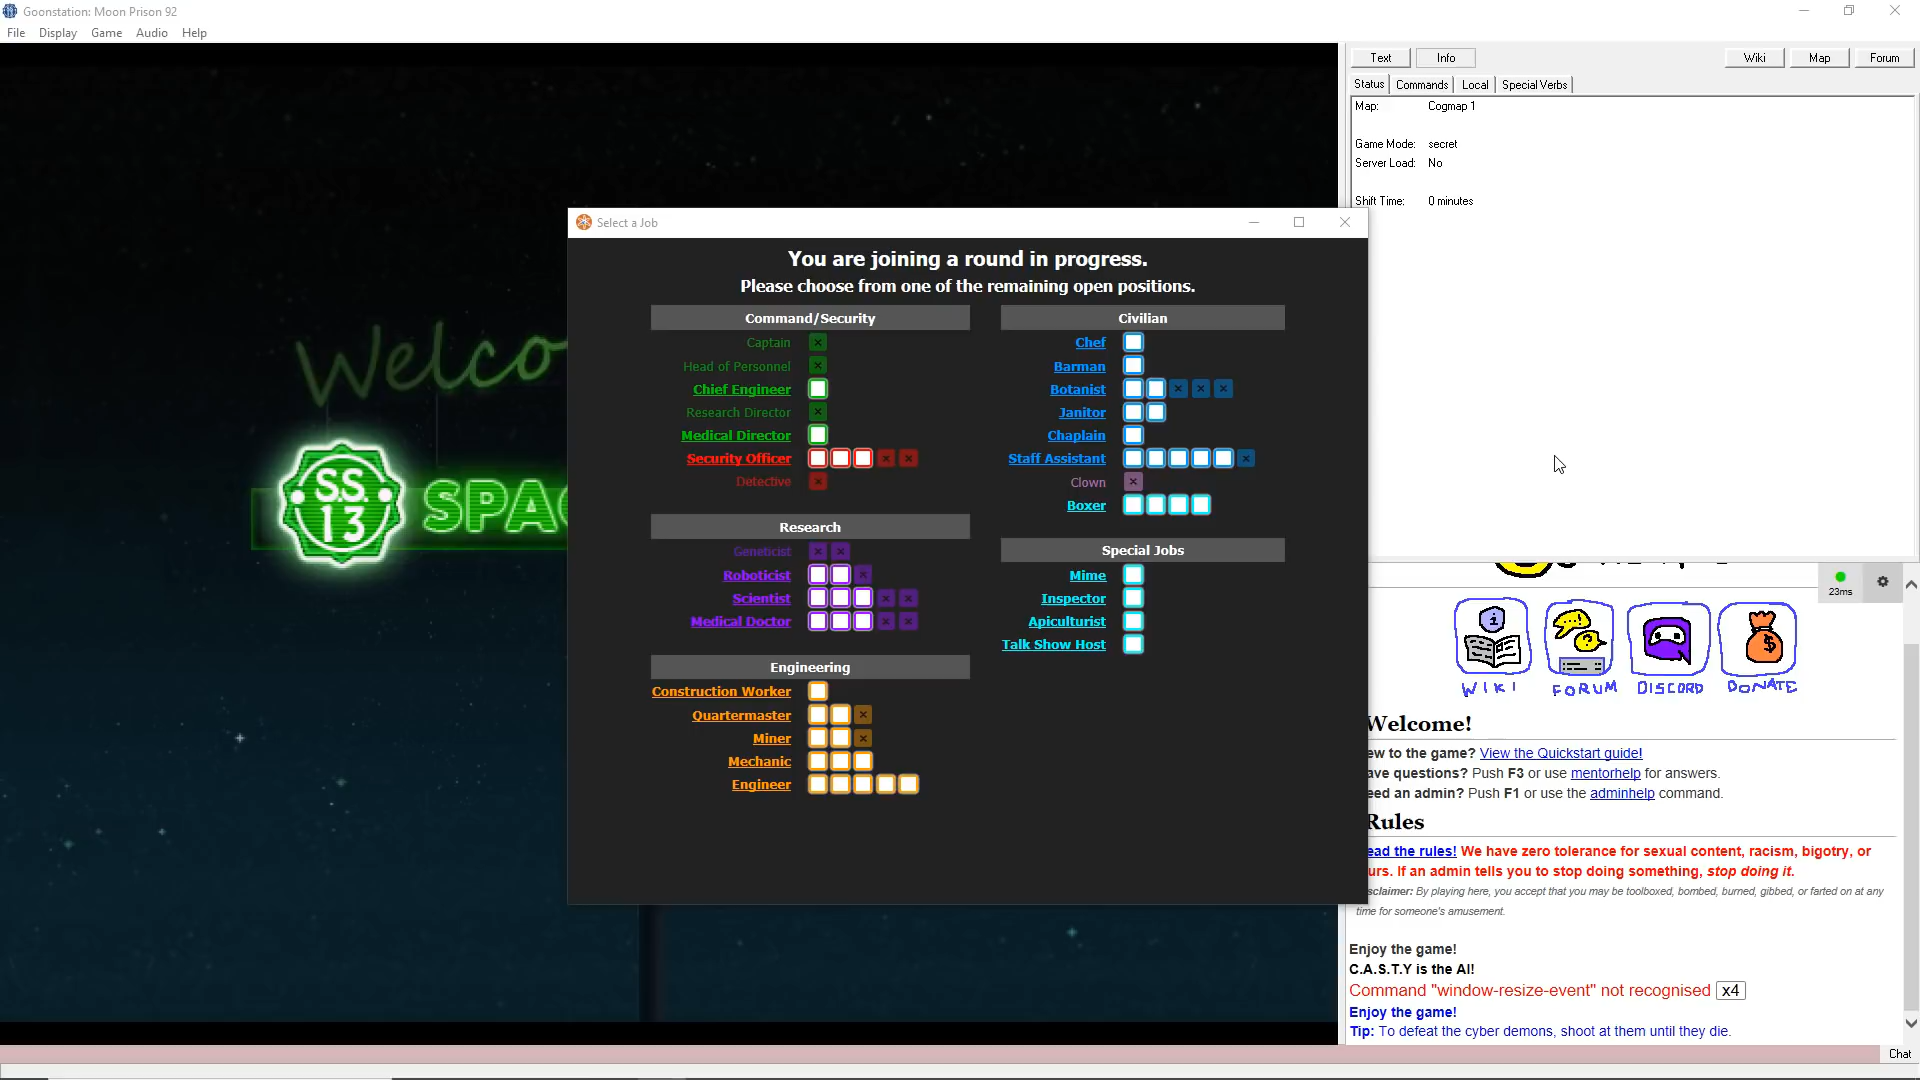 Goonstation: Moon Prison 92
File Display Game Audio Help
Text Info Wiki Map Forum
Status Commands Local Special Verbs
Map: Cogmap 1
Game Mode: secret
Server Load: No
Shift Time: 0 minutes
Welco
S.S.
13
SPA
Select a Job
You are joining a round in progress.
Please choose from one of the remaining open positions.
Command/Security
Captain
Head of Personnel
Chief Engineer
Research Director
Medical Director
Security Officer
Detective
Research
Geneticist
Roboticist
Scientist
Medical Doctor
Engineering
Construction Worker
Quartermaster
Miner
Mechanic
Engineer
Civilian
Chef
Barman
Botanist
Janitor
Chaplain
Staff Assistant
Clown
Boxer
Special Jobs
Mime
Inspector
Apiculturist
Talk Show Host
23ms
WIKI FORUM DISCORD DONATE
Welcome!
ew to the game? View the Quickstart guide!
ave questions? Push F3 or use mentorhelp for answers.
eed an admin? Push F1 or use the adminhelp command.
Rules
ead the rules! We have zero tolerance for sexual content, racism, bigotry, or
urs. If an admin tells you to stop doing something, stop doing it.
sclaimer: By playing here, you accept that you may be toolboxed, bombed, burned, gibbed, or farted on at any
time for someone's amusement.
Enjoy the game!
C.A.S.T.Y is the AI!
Command "window-resize-event" not recognised x4
Enjoy the game!
Tip: To defeat the cyber demons, shoot at them until they die.
Chat